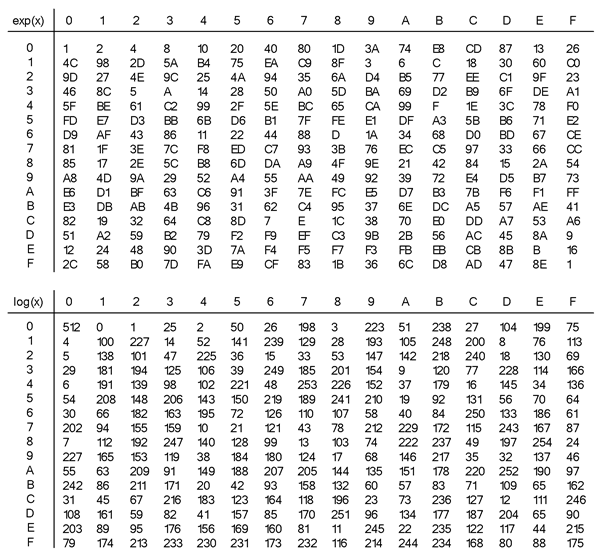 exp(x) 0 1 2 3 4 5 6 7 8 9 A B C D E F
0 1 2 4 8 10 20 40 80 1D 3A 74 E8 CD 87 13 26
1 4C 98 2D 5A B4 75 EA C9 8F 3 6 C 18 30 60 C0
2 9D 27 4E 9C 25 4A 94 35 6A D4 B5 77 EE C1 9F 23
3 46 8C 5 A 14 28 50 A0 5D BA 69 D2 B9 6F DE A1
4 5F BE 61 C2 99 2F 5E BC 65 CA 89 F 1E 3C 78 F0
5 FD E7 D3 BB 6B D6 B1 7F FE E1 DF A3 5B B6 71 E2
6 D9 AF 43 86 11 22 44 88 D 1A 34 68 D0 BD 67 CE
7 81 1F 3E 7C F8 ED C7 93 3B 76 EC C5 97 33 66 CC
8 85 17 2E 5C B8 6D DA A9 4F 9E 21 42 84 15 2A 54
9 A8 4D 9A 29 52 A4 55 AA 49 92 39 72 E4 D5 B7 73
A E6 D1 BF 63 C6 91 3F 7E FC E5 D7 B3 7B F6 F1 FF
B E3 DB AB 4B 96 31 62 C4 95 37 6E DC A5 57 AE 41
C 82 19 32 64 C8 8D 7 E 1C 38 70 E0 DD A7 53 A6
D 51 A2 59 B2 79 F2 F9 EF C3 9B 2B 56 AC 45 8A 9
E 12 24 48 90 3D 7A F4 F5 F7 F3 FB EB CB 8B B 16
F 2C 58 B0 7D FA E9 CF 83 1B 36 6C D8 AD 47 8E 1
log(x) 0 1 2 3 4 5 6 7 8 9 A B C D E F
0 512 0 1 25 2 50 26 198 3 223 51 238 27 104 199 75
1 4 100 227 14 52 141 239 129 28 193 105 248 200 8 76 113
2 5 138 101 47 225 36 15 33 53 147 142 218 240 18 130 69
3 29 181 194 125 106 39 249 185 201 154 9 120 77 228 114 166
4 6 191 139 98 102 221 48 253 226 152 37 179 16 145 34 136
5 54 208 148 206 143 150 219 189 241 210 19 92 131 56 70 64
6 30 66 182 163 195 72 126 110 107 58 40 84 250 133 186 61
7 202 94 155 159 10 21 121 43 78 212 229 172 115 243 167 87
8 7 112 192 247 140 128 99 13 103 74 222 237 49 197 254 24
9 227 165 153 119 38 184 180 124 17 68 146 217 35 32 137 46
A 55 63 209 91 149 188 207 205 144 135 151 178 220 252 190 97
B 242 86 211 171 20 42 93 158 132 60 57 83 71 109 65 162
C 31 45 67 216 183 123 164 118 196 23 73 236 127 12 111 246
D 108 161 59 82 41 157 85 170 251 96 134 177 187 204 65 90
E 203 89 95 176 156 169 160 81 11 245 22 235 122 117 44 215
F 79 174 213 233 230 231 173 232 116 214 244 234 168 80 88 175